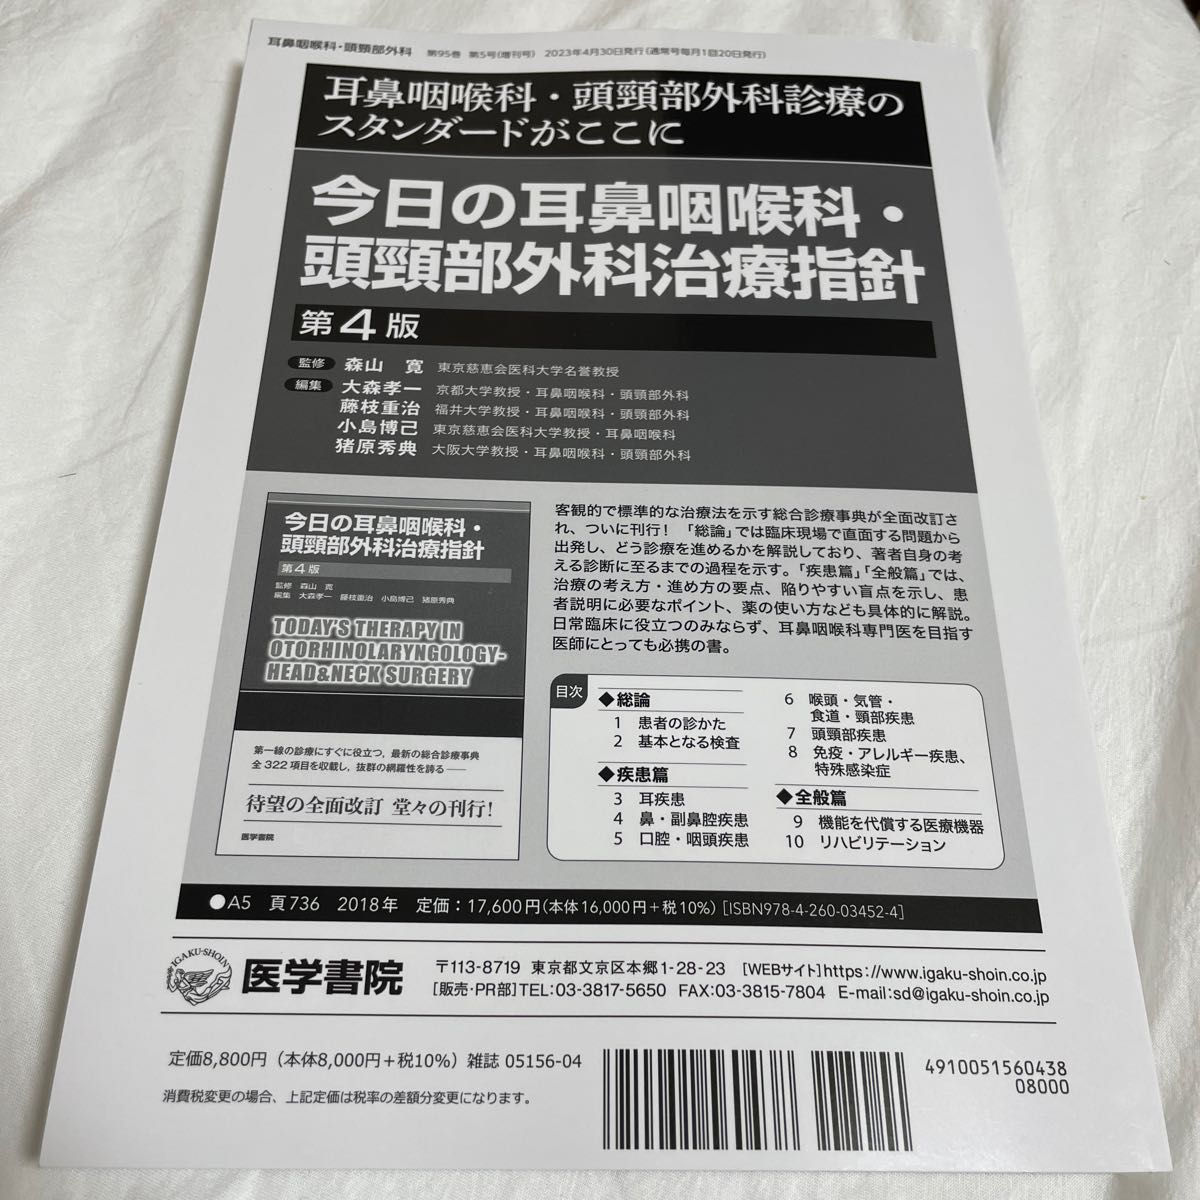 耳鼻咽喉科・頭頸部外科 第95巻 第5号(増刊号) 2023年4月30日発行(通常号毎月1回20日発行)
耳鼻咽喉科・頭頸部外科診療の
スタンダードがここに
今日の耳鼻咽喉科・
頭頸部外科治療指針
第4版
監修 森山 寛 東京慈恵会医科大学名誉教授
編集 大森孝一 京都大学教授・耳鼻咽喉科・頭頸部外科
藤枝重治 福井大学教授・耳鼻咽喉科・頭頸部外科
小島博己 東京慈恵会医科大学教授・耳鼻咽喉科
猪原秀典 大阪大学教授・耳鼻咽喉科・頭頸部外科
今日の耳鼻咽喉科・
頭頸部外科治療指針
第4版
監修 森山 寛
編集 大森孝一 藤枝重治 小島博己 猪原秀典
TODAY'S THERAPY IN
OTORHINOLARYNGOLOGY-
HEAD&NECK SURGERY
第一線の診療にすぐに役立つ，最新の総合診療事典
全322項目を収載し，抜群の網羅性を誇る──
待望の全面改訂 堂々の刊行!
医学書院
客観的で標準的な治療法を示す総合診療事典が全面改訂さ
れ、ついに刊行！「総論」では臨床現場で直面する問題から
出発し、どう診療を進めるかを解説しており、著者自身の考
える診断に至るまでの過程を示す。「疾患篇」「全般篇」では、
治療の考え方・進め方の要点、陥りやすい盲点を示し、患
者説明に必要なポイント、薬の使い方なども具体的に解説。
日常臨床に役立つのみならず、耳鼻咽喉科専門医を目指す
医師にとっても必携の書。
目次
◆総論
1 患者の診かた
2 基本となる検査
◆疾患篇
3 耳疾患
4 鼻・副鼻腔疾患
5 口腔・咽頭疾患
6 喉頭・気管・
食道・頸部疾患
7 頭頸部疾患
8 免疫・アレルギー疾患、
特殊感染症
◆全般篇
9 機能を代償する医療機器
10 リハビリテーション
●A5 頁736 2018年 定価：17,600円(本体16,000円＋税10%)[ISBN978-4-260-03452-4]
IGAKU-SHOIN
医学書院
〒113-8719 東京都文京区本郷1-28-23 [WEBサイト]https://www.igaku-shoin.co.jp
[販売・PR部]TEL:03-3817-5650 FAX:03-3815-7804 E-mail:sd@igaku-shoin.co.jp
定価8,800円（本体8,000円＋税10%）雑誌 05156-04
消費税変更の場合、上記定価は税率の差額分変更になります。
4910051560438
08000